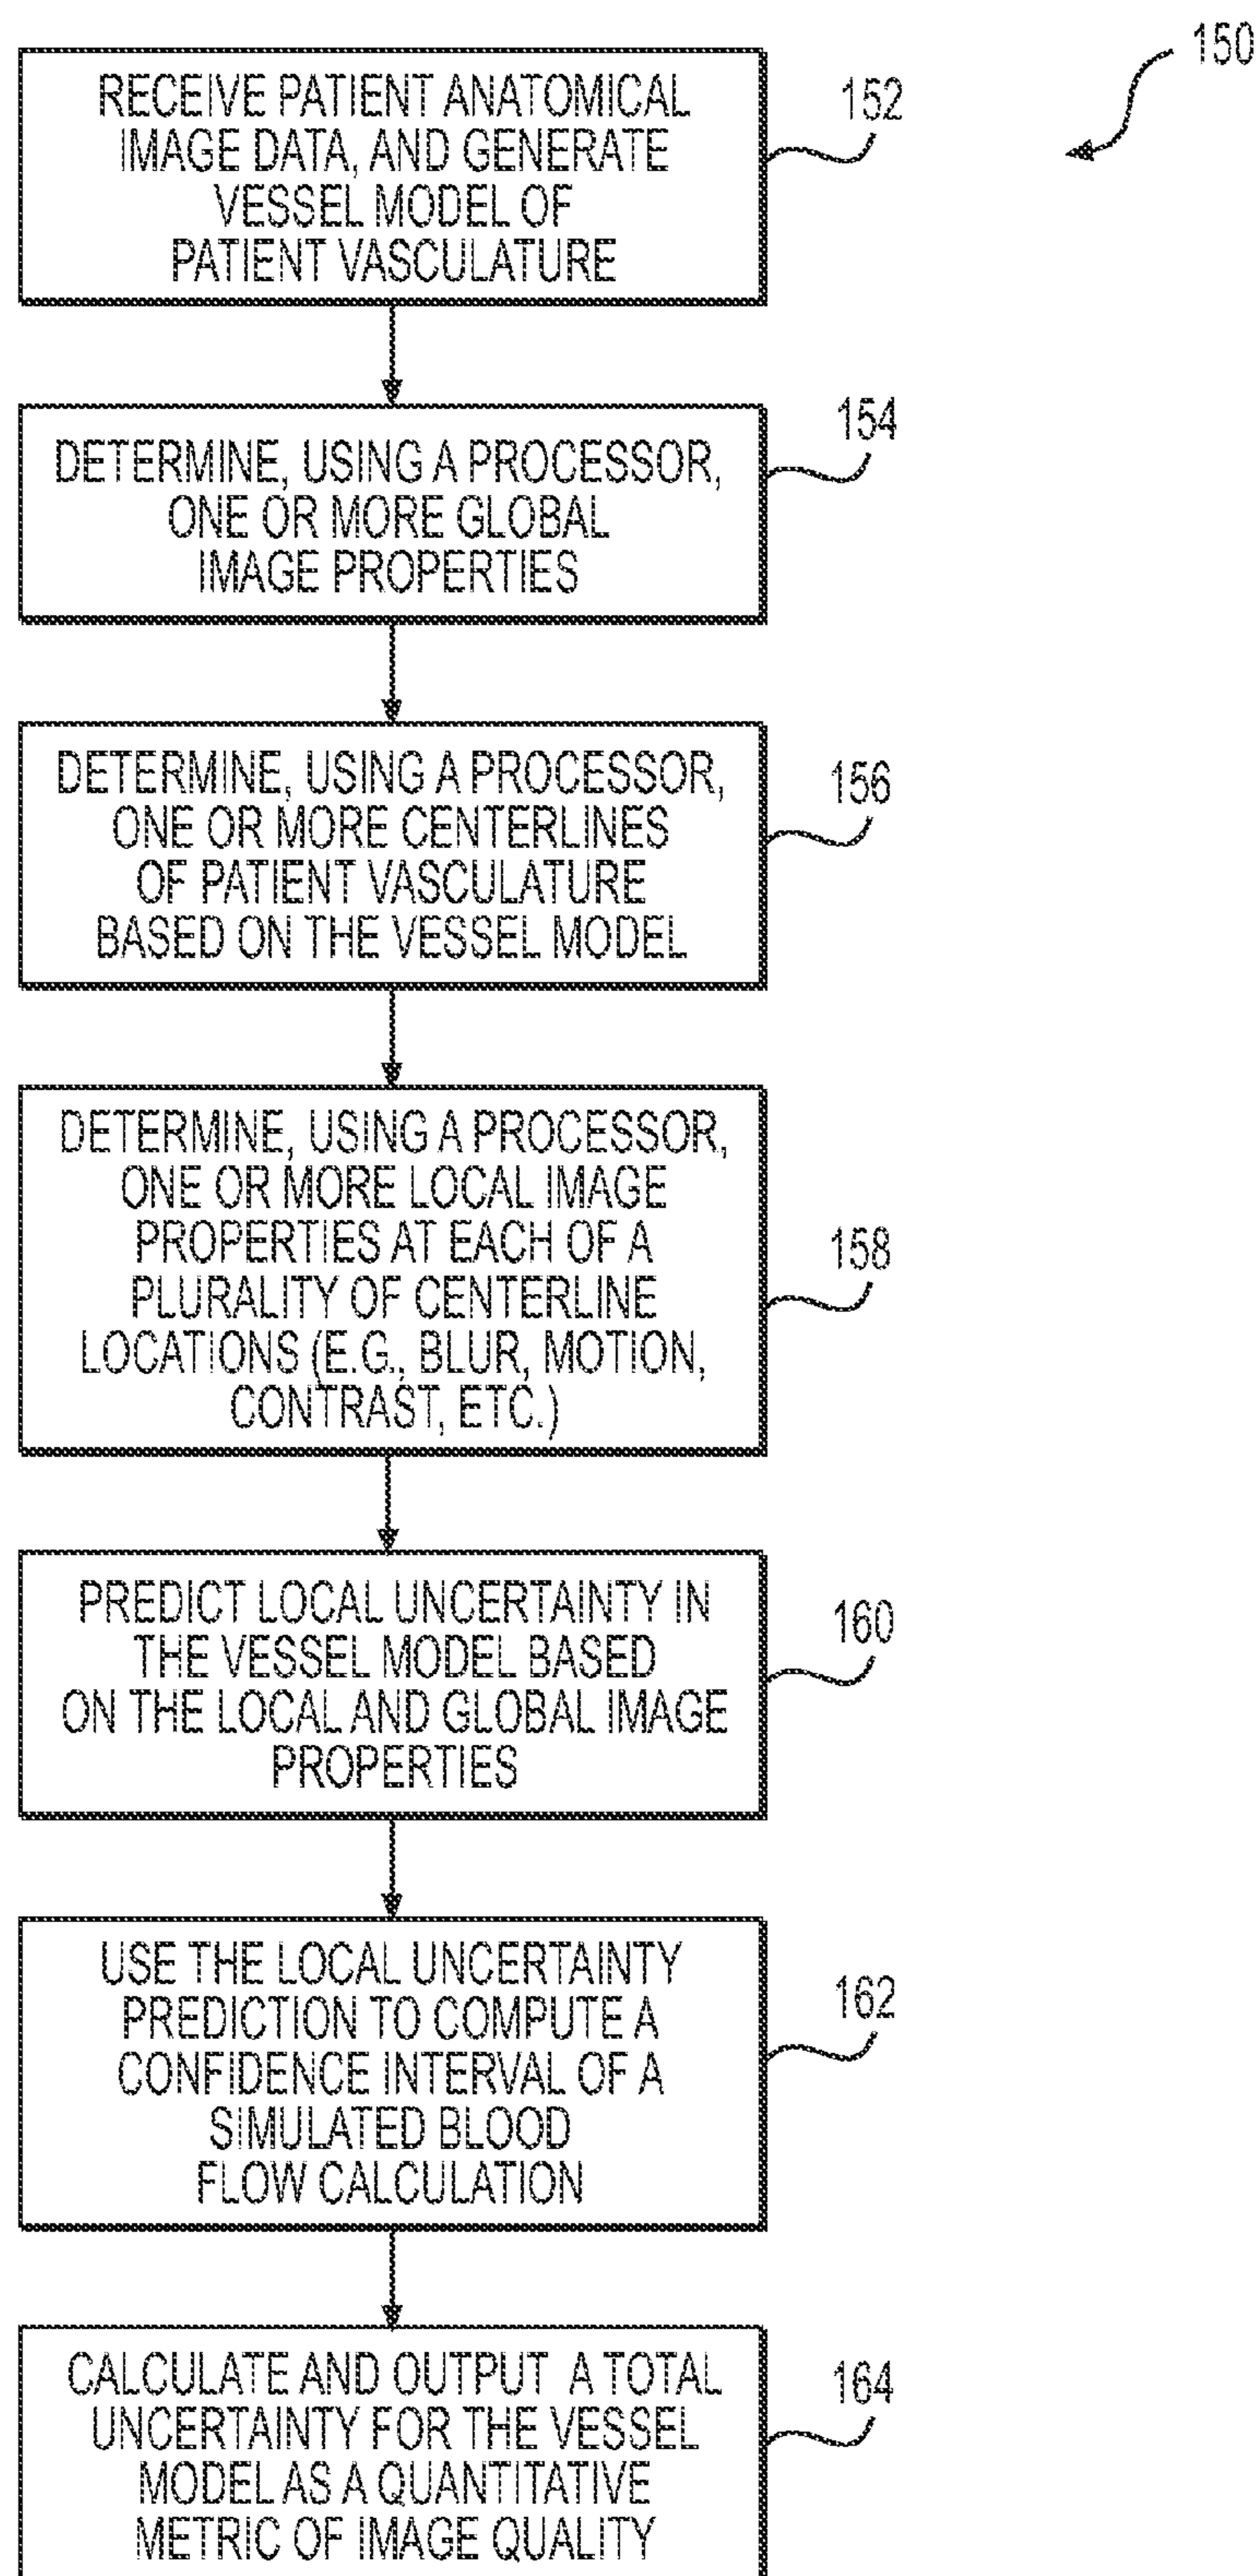 150
RECEIVE PATIENT ANATOMICAL
IMAGE DATA, AND GENERATE
VESSEL MODEL OF
PATIENT VASCULATURE
152
DETERMINE, USING A PROCESSOR,
ONE OR MORE GLOBAL
IMAGE PROPERTIES
154
DETERMINE, USING A PROCESSOR,
ONE OR MORE CENTERLINES
OF PATIENT VASCULATURE
BASED ON THE VESSEL MODEL
156
DETERMINE, USING A PROCESSOR,
ONE OR MORE LOCAL IMAGE
PROPERTIES AT EACH OF A
PLURALITY OF CENTERLINE
LOCATIONS (E.G., BLUR, MOTION,
CONTRAST, ETC.)
158
PREDICT LOCAL UNCERTAINTY IN
THE VESSEL MODEL BASED
ON THE LOCAL AND GLOBAL IMAGE
PROPERTIES
160
USE THE LOCAL UNCERTAINTY
PREDICTION TO COMPUTE A
CONFIDENCE INTERVAL OF A
SIMULATED BLOOD
FLOW CALCULATION
162
CALCULATE AND OUTPUT A TOTAL
UNCERTAINTY FOR THE VESSEL
MODEL AS A QUANTITATIVE
METRIC OF IMAGE QUALITY
164